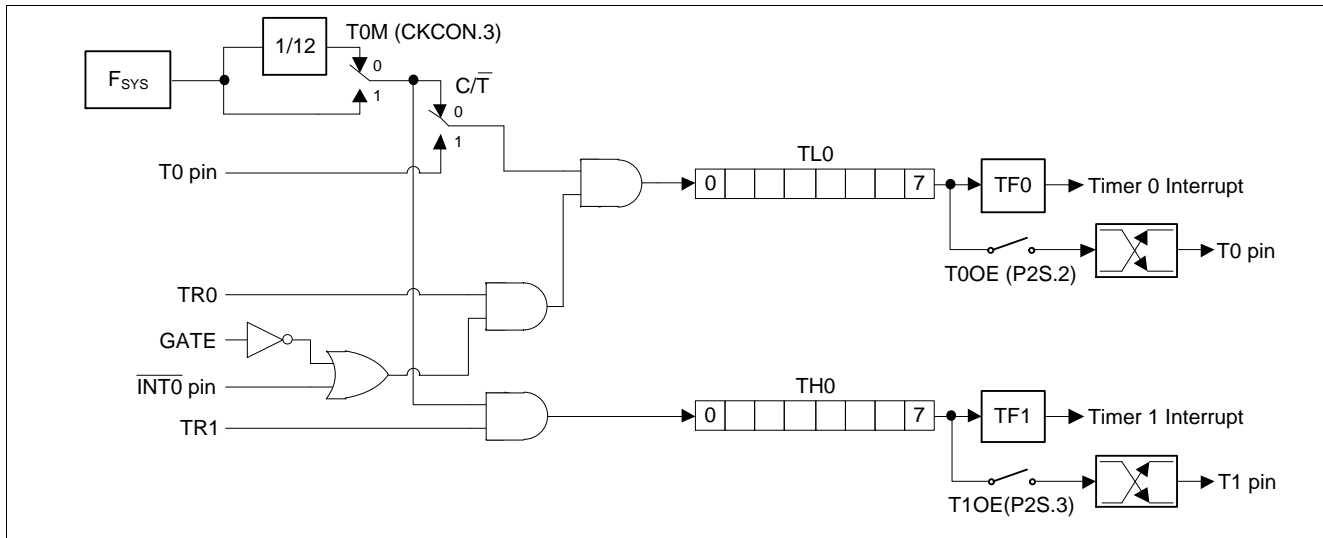 T0M (CKCON.3)
1/12
FSYS
0
1
C/T̅
0
1
T0 pin
TL0
0 7
TF0
Timer 0 Interrupt
T0OE (P2S.2)
T0 pin
TR0
GATE
I̅N̅T̅0̅ pin
TR1
TH0
0 7
TF1
Timer 1 Interrupt
T1OE(P2S.3)
T1 pin